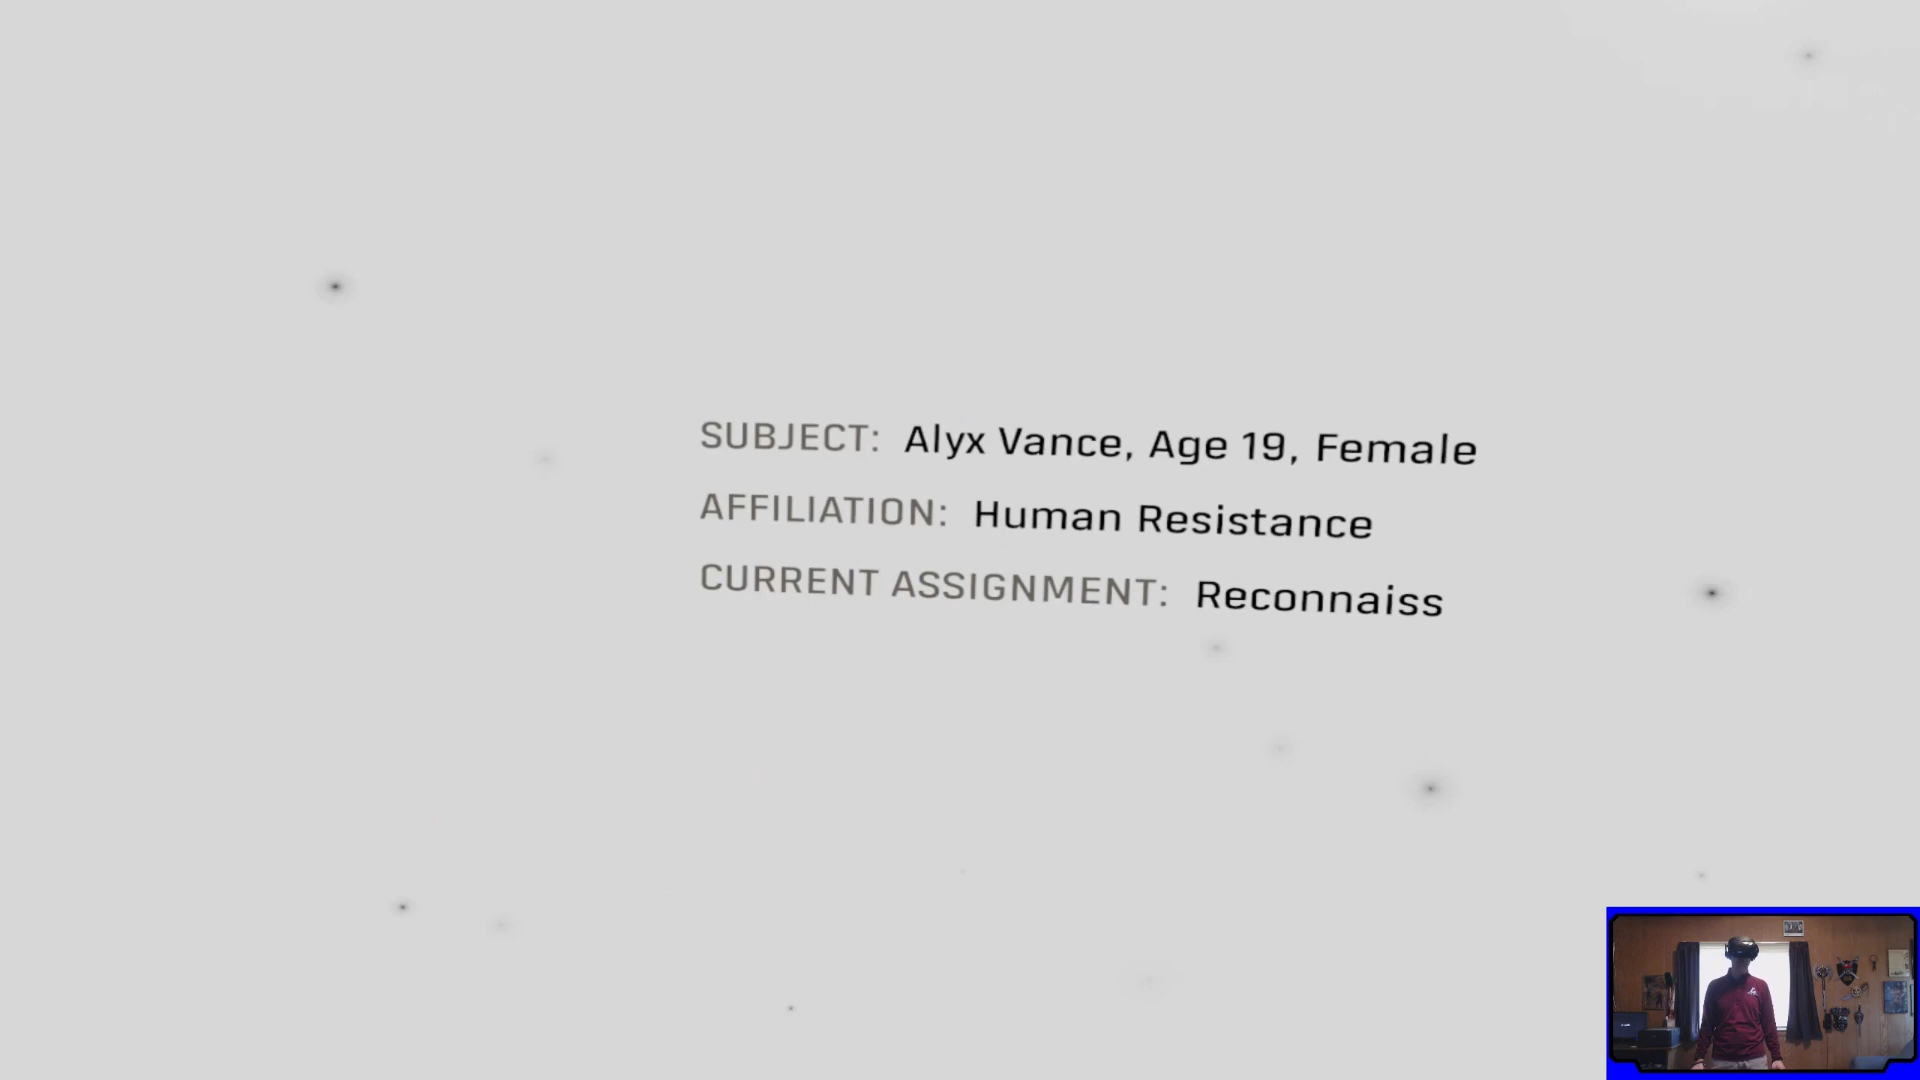 SUBJECT: Alyx Vance, Age 19, Female
AFFILIATION: Human Resistance
CURRENT ASSIGNMENT: Reconnaiss